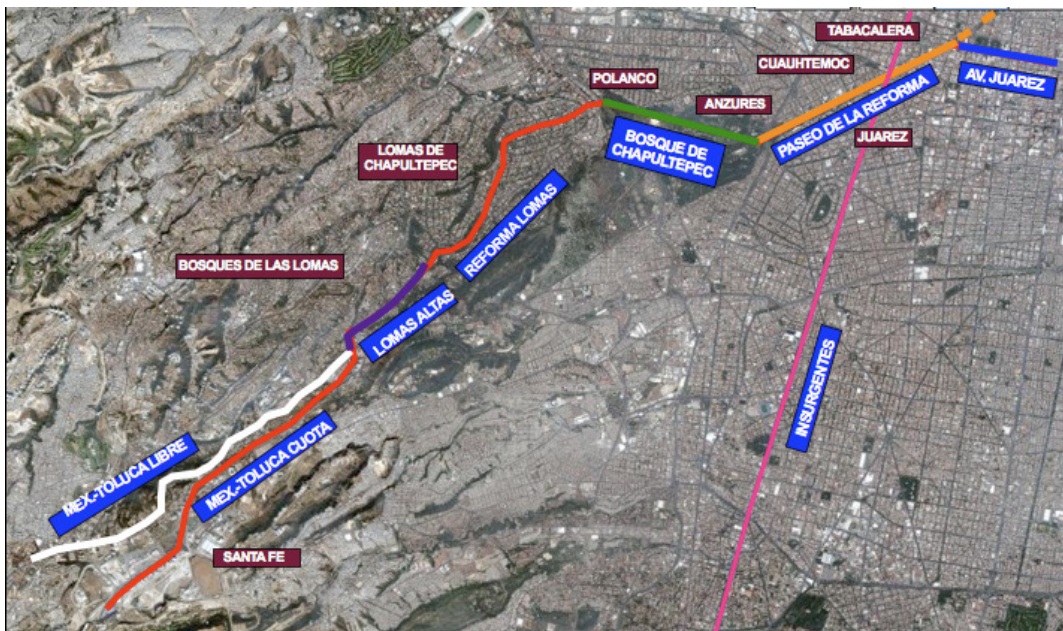 TABACALERA
CUAUHTEMOC
POLANCO
AV. JUAREZ
ANZURES
PASEO DE LA REFORMA
JUAREZ
BOSQUE DE
CHAPULTEPEC
LOMAS DE
CHAPULTEPEC
REFORMA LOMAS
BOSQUES DE LAS LOMAS
LOMAS ALTAS
INSURGENTES
MEX.-TOLUCA LIBRE
MEX.-TOLUCA CUOTA
SANTA FE